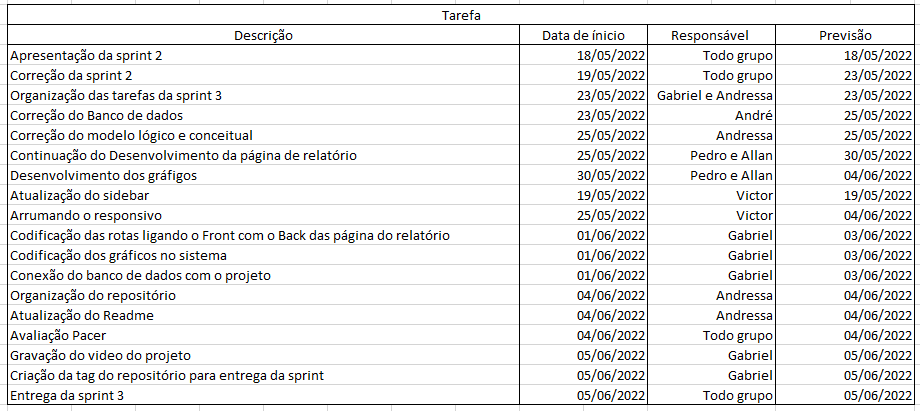 Tarefa
Descrição Data de ínicio Responsável Previsão
Apresentação da sprint 2 18/05/2022 Todo grupo 18/05/2022
Correção da sprint 2 19/05/2022 Todo grupo 23/05/2022
Organização das tarefas da sprint 3 23/05/2022 Gabriel e Andressa 23/05/2022
Correção do Banco de dados 23/05/2022 André 25/05/2022
Correção do modelo lógico e conceitual 25/05/2022 Andressa 25/05/2022
Continuação do Desenvolvimento da página de relatório 25/05/2022 Pedro e Allan 30/05/2022
Desenvolvimento dos gráfigos 30/05/2022 Pedro e Allan 04/06/2022
Atualização do sidebar 19/05/2022 Victor 19/05/2022
Arrumando o responsivo 25/05/2022 Victor 04/06/2022
Codificação das rotas ligando o Front com o Back das página do relatório 01/06/2022 Gabriel 03/06/2022
Codificação dos gráficos no sistema 01/06/2022 Gabriel 03/06/2022
Conexão do banco de dados com o projeto 01/06/2022 Gabriel 03/06/2022
Organização do repositório 04/06/2022 Andressa 04/06/2022
Atualização do Readme 04/06/2022 Andressa 04/06/2022
Avaliação Pacer 04/06/2022 Todo grupo 04/06/2022
Gravação do video do projeto 05/06/2022 Gabriel 05/06/2022
Criação da tag do repositório para entrega da sprint 05/06/2022 Gabriel 05/06/2022
Entrega da sprint 3 05/06/2022 Todo grupo 05/06/2022